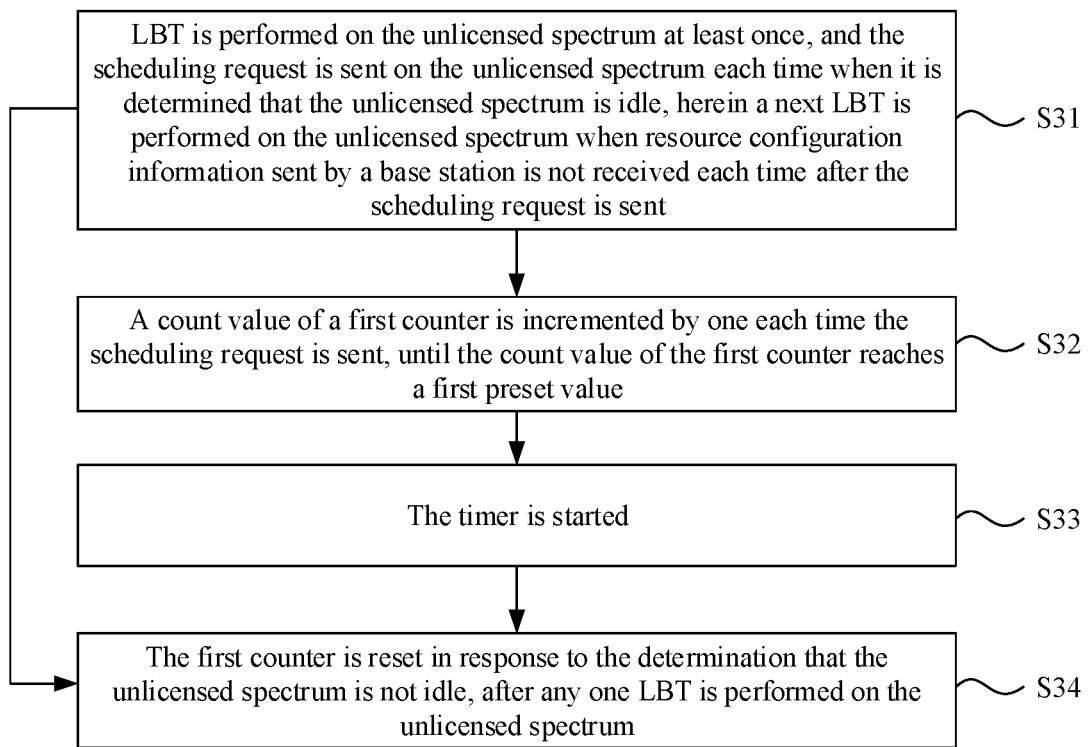 LBT is performed on the unlicensed spectrum at least once, and the
scheduling request is sent on the unlicensed spectrum each time when it is
determined that the unlicensed spectrum is idle, herein a next LBT is
performed on the unlicensed spectrum when resource configuration
information sent by a base station is not received each time after the
scheduling request is sent
S31
A count value of a first counter is incremented by one each time the
scheduling request is sent, until the count value of the first counter reaches
a first preset value
S32
The timer is started
S33
The first counter is reset in response to the determination that the
unlicensed spectrum is not idle, after any one LBT is performed on the
unlicensed spectrum
S34